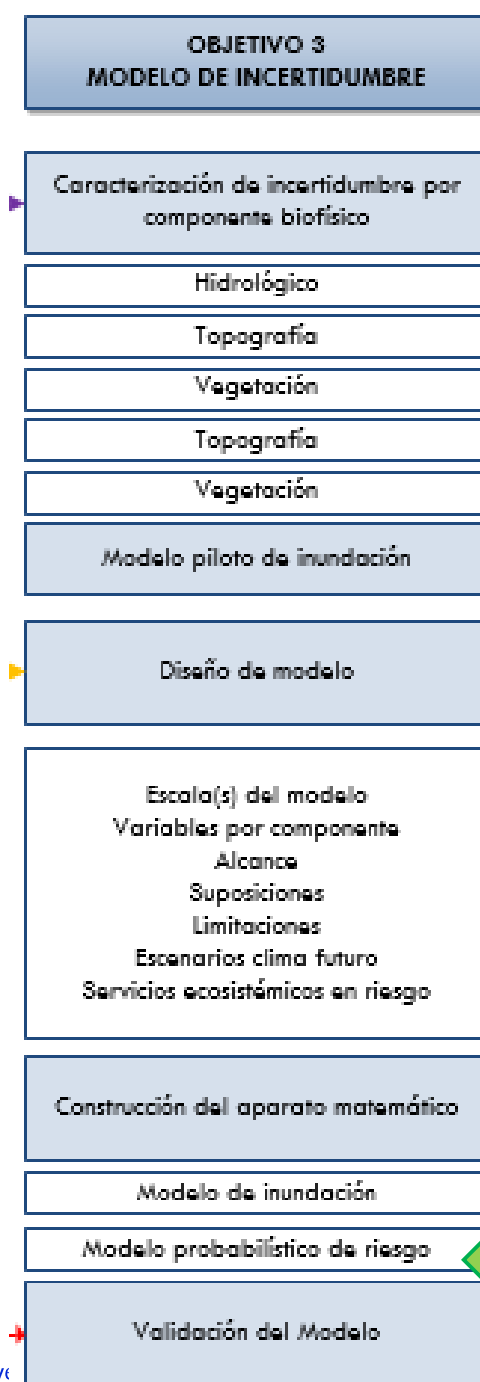 OBJETIVO 3
MODELO DE INCERTIDUMBRE
Caracterización de incertidumbre por
componente biofísico
Hidrológico
Topografía
Vegetación
Topografía
Vegetación
Modelo piloto de inundación
Diseño de modelo
Escala(s) del modelo
Variables por componente
Alcance
Suposiciones
Limitaciones
Escenarios clima futuro
Servicios ecosistémicos en riesgo
Construcción del aparato matemático
Modelo de inundación
Modelo probabilístico de riesgo
Validación del Modelo